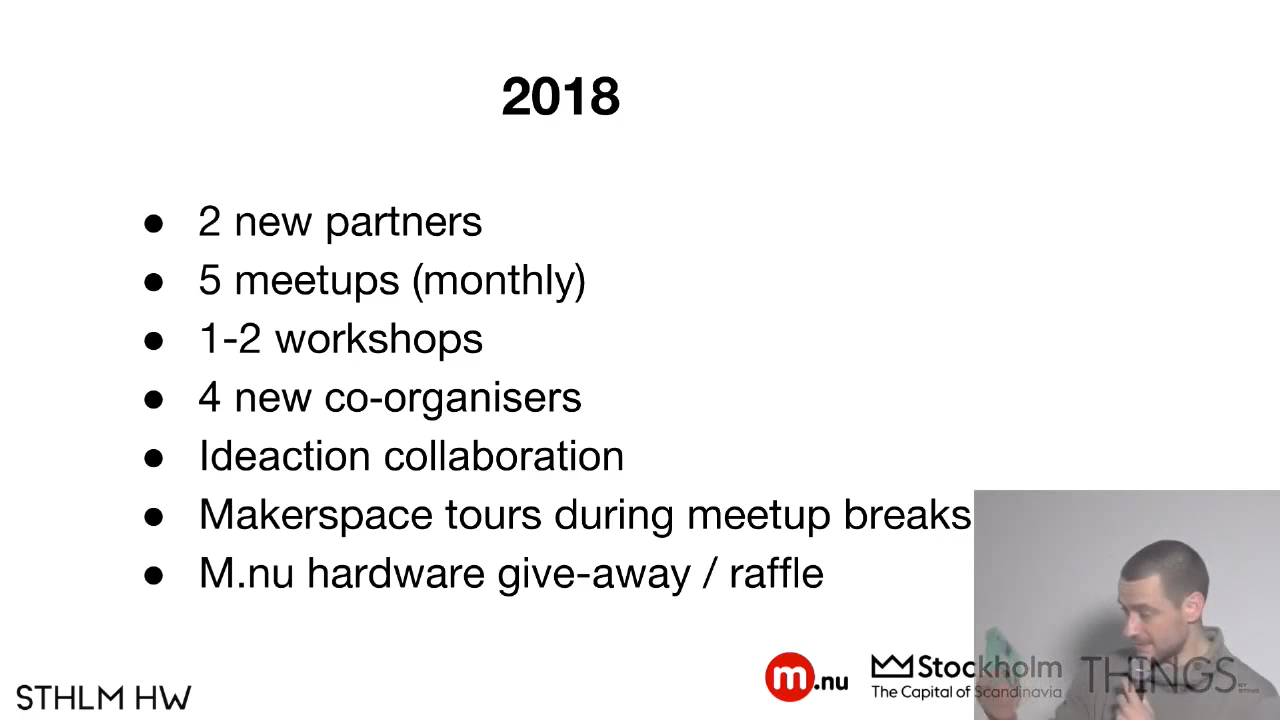 2018
● 2 new partners
● 5 meetups (monthly)
● 1-2 workshops
● 4 new co-organisers
● Ideaction collaboration
● Makerspace tours during meetup breaks
● M.nu hardware give-away / raffle
STHLM HW
m.nu
Stockholm
The Capital of Scandinavia
THINGS